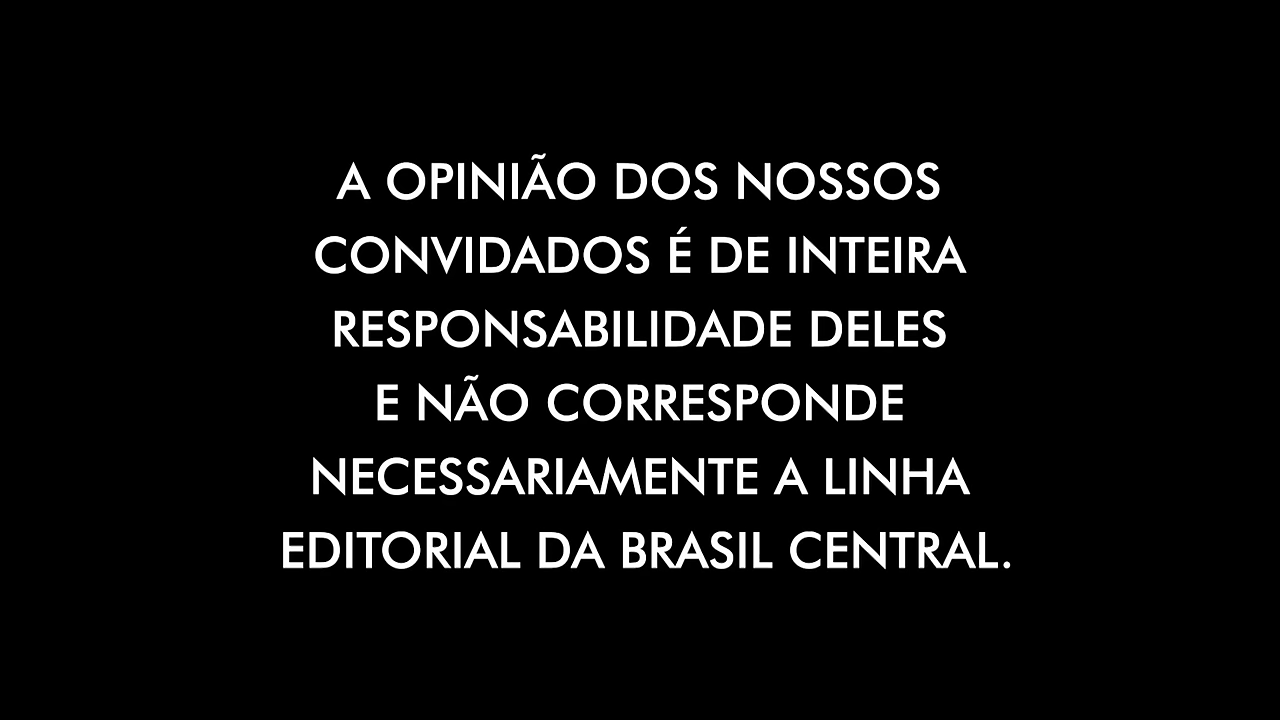 A OPINIÃO DOS NOSSOS
CONVIDADOS É DE INTEIRA
RESPONSABILIDADE DELES
E NÃO CORRESPONDE
NECESSARIAMENTE A LINHA
EDITORIAL DA BRASIL CENTRAL.